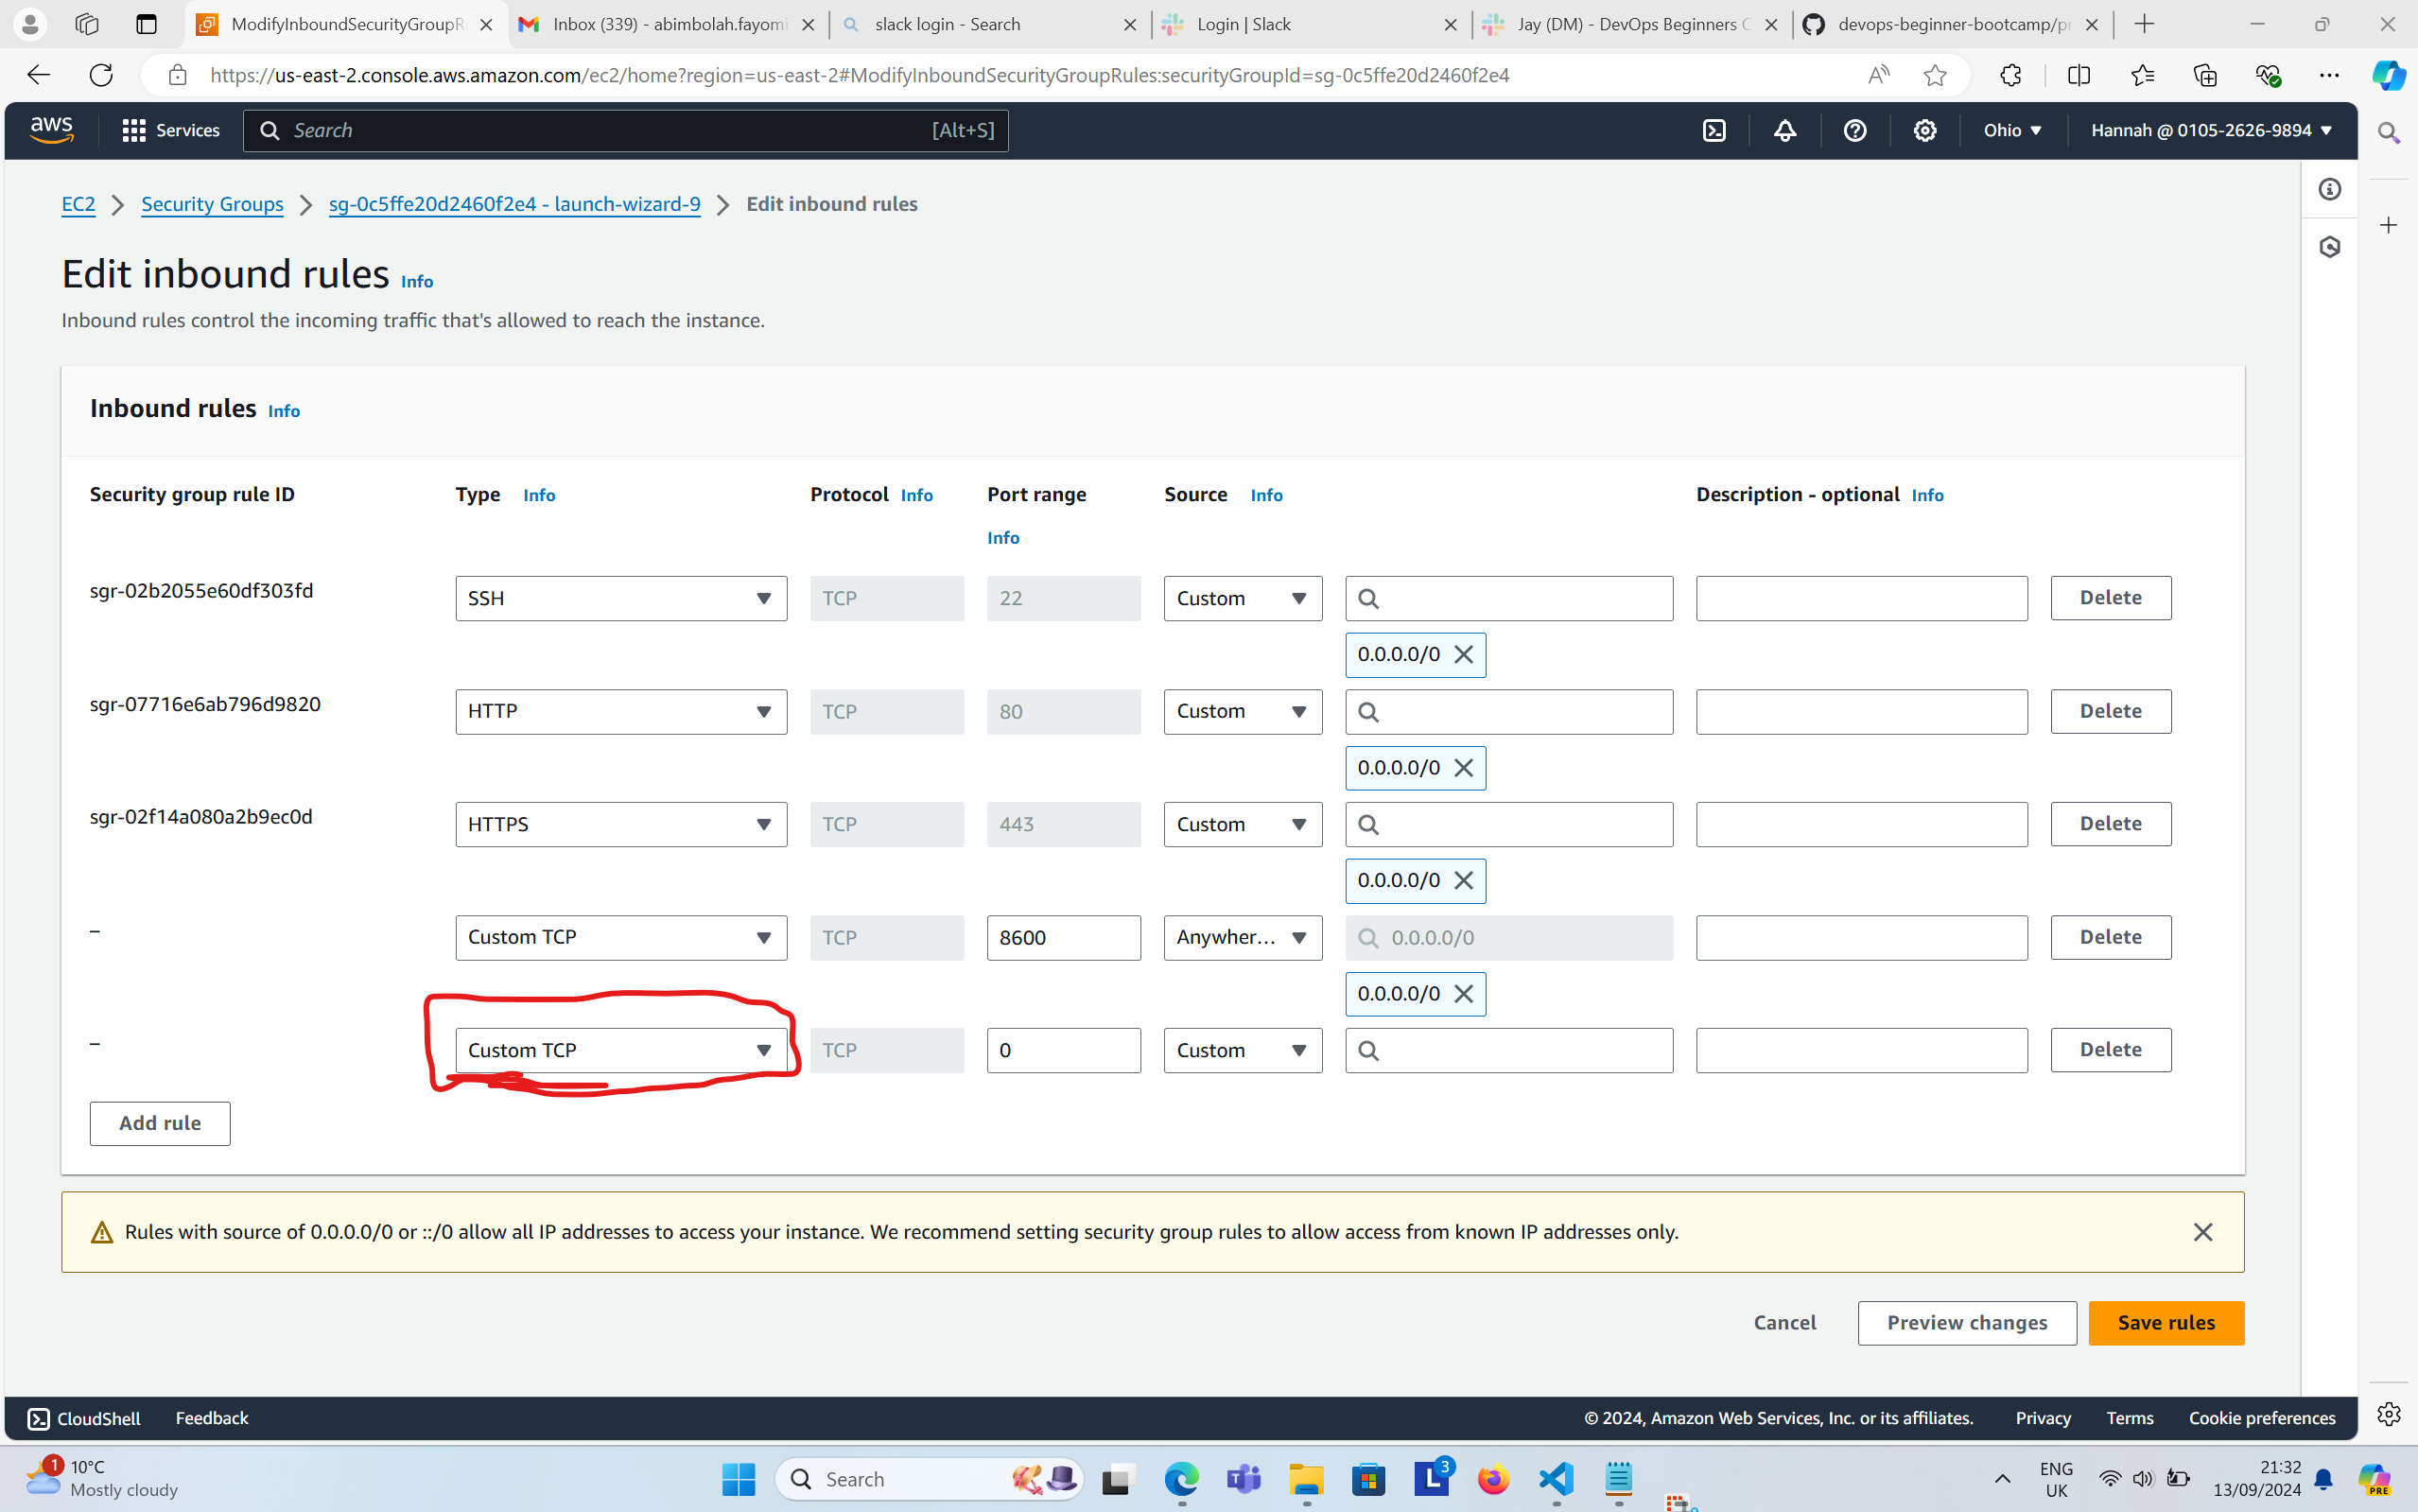 ModifyInboundSecurityGroupR
Inbox (339) - abimbolah.fayomi
slack login - Search
Login | Slack
Jay (DM) - DevOps Beginners C
devops-beginner-bootcamp/pr
https://us-east-2.console.aws.amazon.com/ec2/home?region=us-east-2#ModifyInboundSecurityGroupRules:securityGroupId=sg-0c5ffe20d2460f2e4
aws Services Search [Alt+S] Ohio Hannah @ 0105-2626-9894
EC2 Security Groups sg-0c5ffe20d2460f2e4 - launch-wizard-9 Edit inbound rules
Edit inbound rules Info
Inbound rules control the incoming traffic that's allowed to reach the instance.
Inbound rules Info
Security group rule ID Type Info Protocol Info Port range Source Info Description - optional Info
Info
sgr-02b2055e60df303fd SSH TCP 22 Custom Delete
0.0.0.0/0
sgr-07716e6ab796d9820 HTTP TCP 80 Custom Delete
0.0.0.0/0
sgr-02f14a080a2b9ec0d HTTPS TCP 443 Custom Delete
0.0.0.0/0
– Custom TCP TCP 8600 Anywher... 0.0.0.0/0 Delete
0.0.0.0/0
– Custom TCP TCP 0 Custom Delete
Add rule
Rules with source of 0.0.0.0/0 or ::/0 allow all IP addresses to access your instance. We recommend setting security group rules to allow access from known IP addresses only.
Cancel Preview changes Save rules
CloudShell Feedback © 2024, Amazon Web Services, Inc. or its affiliates. Privacy Terms Cookie preferences
1 10°C
Mostly cloudy
Search
L 3
PRE
ENG
UK
21:32
13/09/2024